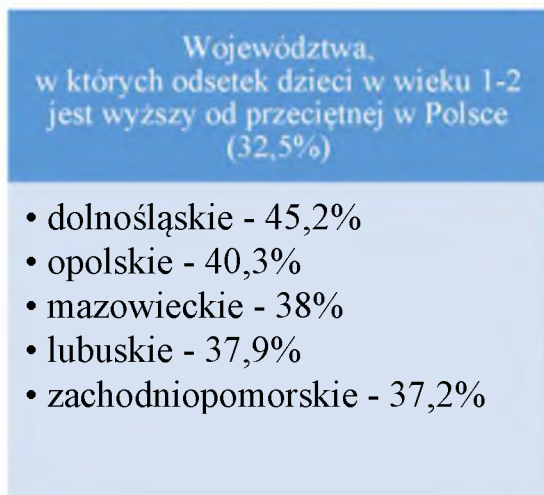 Województwa,
w których odsetek dzieci w wieku 1-2
jest wyższy od przeciętnej w Polsce
(32,5%)
• dolnośląskie - 45,2%
• opolskie - 40,3%
• mazowieckie - 38%
• lubuskie - 37,9%
• zachodniopomorskie - 37,2%